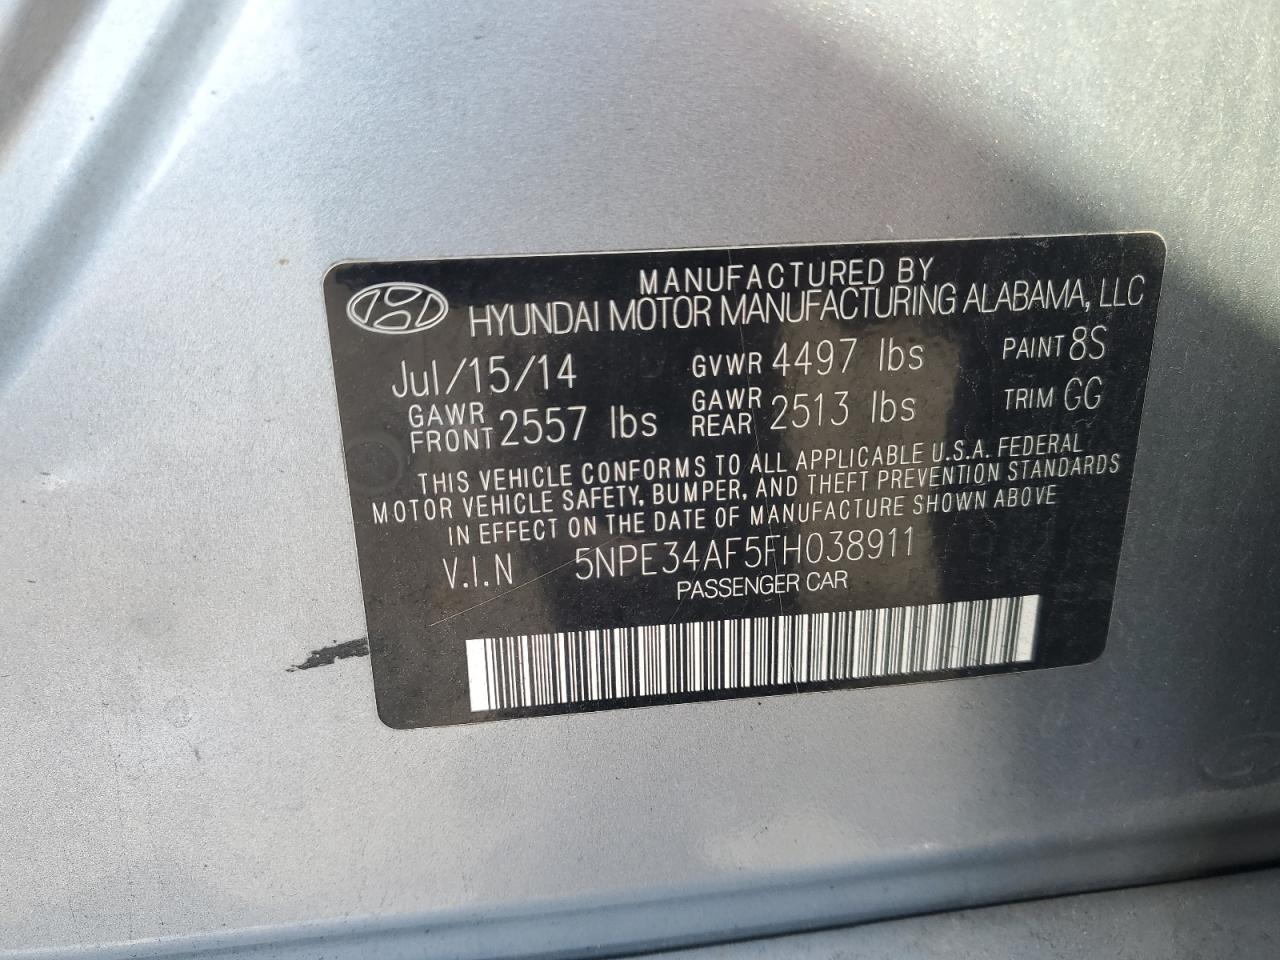 MANUFACTURED BY
HYUNDAI MOTOR MANUFACTURING ALABAMA, LLC
Jul/15/14 GVWR 4497 lbs PAINT 8S
GAWR FRONT 2557 lbs GAWR REAR 2513 lbs TRIM GG
THIS VEHICLE CONFORMS TO ALL APPLICABLE U.S.A. FEDERAL
MOTOR VEHICLE SAFETY, BUMPER, AND THEFT PREVENTION STANDARDS
IN EFFECT ON THE DATE OF MANUFACTURE SHOWN ABOVE
V.I.N 5NPE34AF5FH038911
PASSENGER CAR